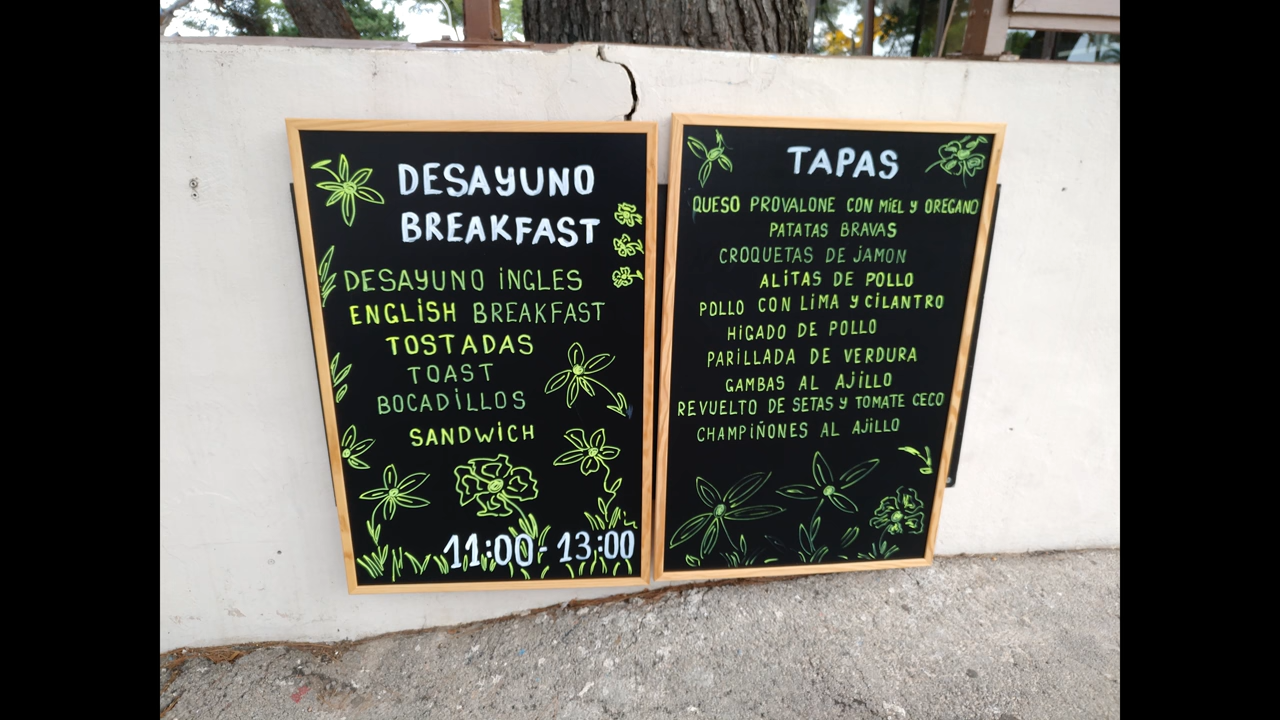 DESAYUNO
BREAKFAST
DESAYUNO INGLES
ENGLISH BREAKFAST
TOSTADAS
TOAST
BOCADILLOS
SANDWICH
11:00- 13:00
TAPAS
QUESO PROVALONE CON MIEL Y OREGANO
PATATAS BRAVAS
CROQUETAS DE JAMON
ALITAS DE POLLO
POLLO CON LIMA Y CILANTRO
HIGADO DE POLLO
PARILLADA DE VERDURA
GAMBAS AL AJILLO
REVUELTO DE SETAS Y TOMATE CECO
CHAMPIÑONES AL AJILLO